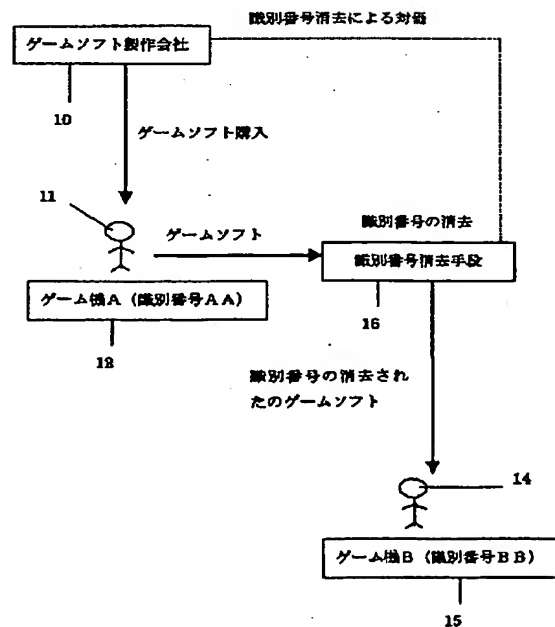 識別番号消去による対価
ゲームソフト製作会社
10
ゲームソフト購入
11
ゲームソフト
識別番号の消去
識別番号消去手段
ゲーム機A（識別番号AA）
16
12
識別番号の消去され
たのゲームソフト
14
ゲーム機B（識別番号BB）
15